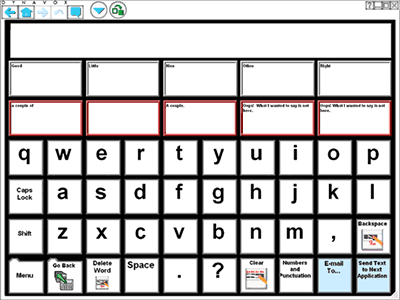 DYNAVOX
Good Little Nice Often Right
a couple of A couple. Oops! What I wanted to say is not here. Oops! What I wanted to say is not here.
q w e r t y u i o p
Caps Lock a s d f g h j k l
Shift z x c v b n m , Backspace
Menu Go Back Delete Word Space . ? Clear Numbers and Punctuation E-mail To... Send Text to Next Application